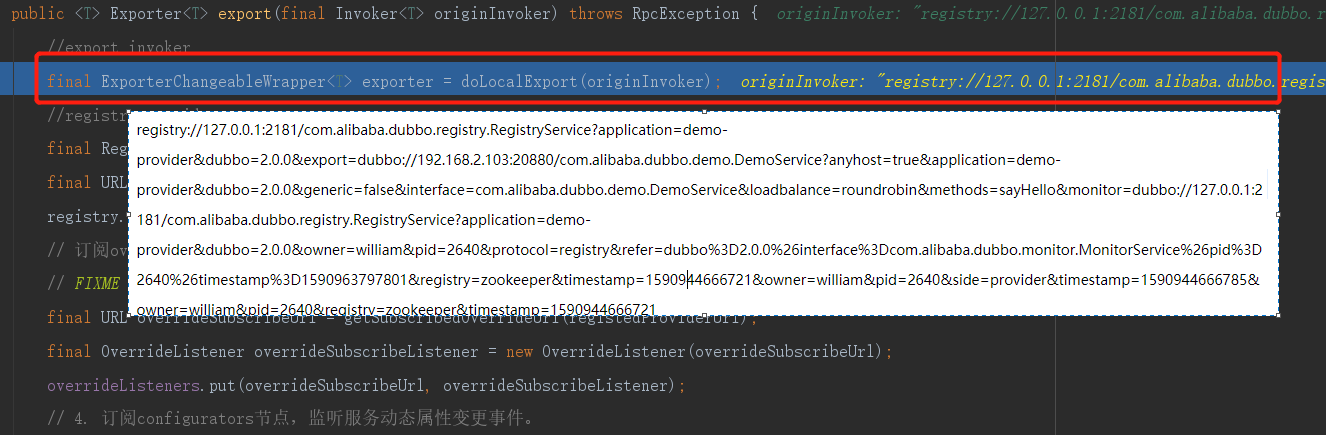 public <T> Exporter<T> export(final Invoker<T> originInvoker) throws RpcException {  originInvoker: "registry://127.0.0.1:2181/com.alibaba.dubbo.r
//export invoker
final ExporterChangeableWrapper<T> exporter = doLocalExport(originInvoker);  originInvoker: "registry://127.0.0.1:2181/com.alibaba.dubbo.regis
//registr
final Reg
final URL
registry.
// 订阅ov
// FIXME
registry://127.0.0.1:2181/com.alibaba.dubbo.registry.RegistryService?application=demo-
provider&dubbo=2.0.0&export=dubbo://192.168.2.103:20880/com.alibaba.dubbo.demo.DemoService?anyhost=true&application=demo-
provider&dubbo=2.0.0&generic=false&interface=com.alibaba.dubbo.demo.DemoService&loadbalance=roundrobin&methods=sayHello&monitor=dubbo://127.0.0.1:2
181/com.alibaba.dubbo.registry.RegistryService?application=demo-
provider&dubbo=2.0.0&owner=william&pid=2640&protocol=registry&refer=dubbo%3D2.0.0%26interface%3Dcom.alibaba.dubbo.monitor.MonitorService%26pid%3D
2640%26timestamp%3D1590963797801&registry=zookeeper&timestamp=1590944666721&owner=william&pid=2640&side=provider&timestamp=1590944666785&
owner=william&pid=2640&registry=zookeeper&timestamp=1590944666721
final URL overrideSubscribeUrl = getSubscribedOverrideUrl(registedProviderUrl);
final OverrideListener overrideSubscribeListener = new OverrideListener(overrideSubscribeUrl);
overrideListeners.put(overrideSubscribeUrl, overrideSubscribeListener);
// 4. 订阅configurators节点，监听服务动态属性变更事件。